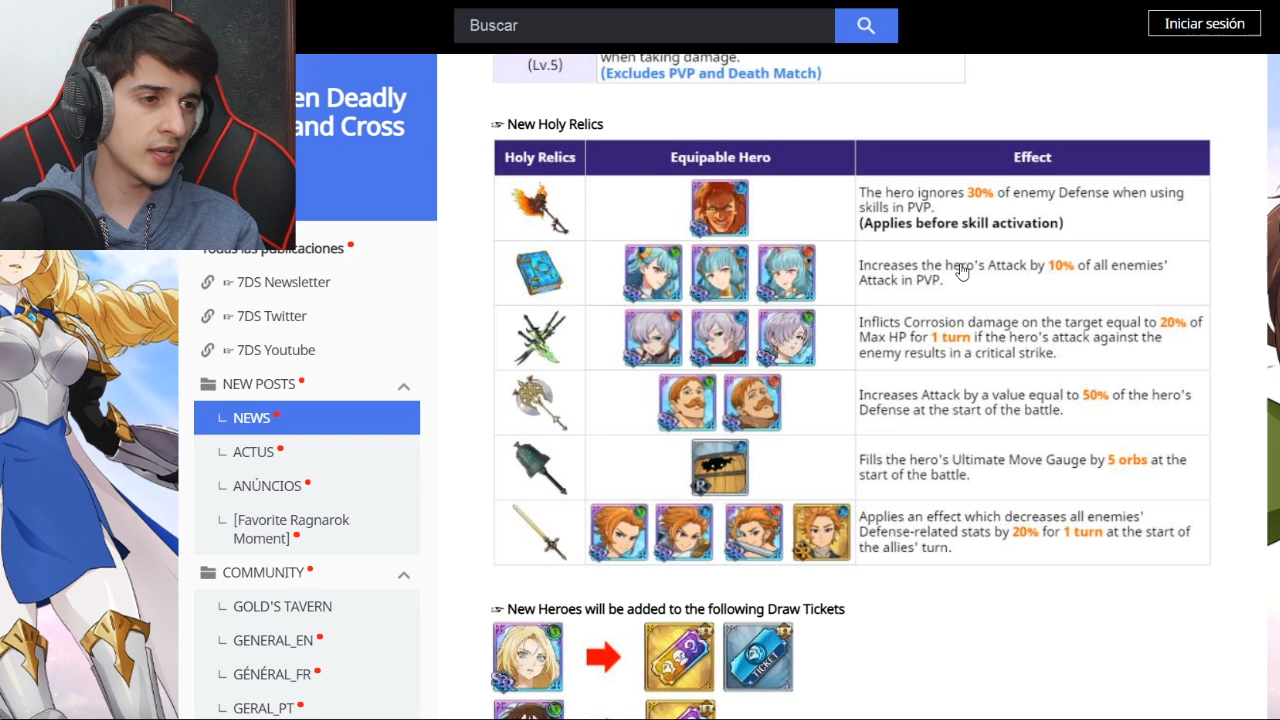 Buscar
Iniciar sesión
en Deadly
and Cross
Todas las publicaciones
☞ 7DS Newsletter
☞ 7DS Twitter
☞ 7DS Youtube
NEW POSTS
NEWS
ACTUS
ANÚNCIOS
[Favorite Ragnarok
Moment]
COMMUNITY
GOLD'S TAVERN
GENERAL_EN
GÉNÉRAL_FR
GERAL_PT
(Lv.5)
when taking damage.
(Excludes PVP and Death Match)
☞ New Holy Relics
Holy Relics Equipable Hero Effect
The hero ignores 30% of enemy Defense when using
skills in PVP.
(Applies before skill activation)
Increases the hero's Attack by 10% of all enemies'
Attack in PVP.
Inflicts Corrosion damage on the target equal to 20% of
Max HP for 1 turn if the hero's attack against the
enemy results in a critical strike.
Increases Attack by a value equal to 50% of the hero's
Defense at the start of the battle.
R
Fills the hero's Ultimate Move Gauge by 5 orbs at the
start of the battle.
Applies an effect which decreases all enemies'
Defense-related stats by 20% for 1 turn at the start of
the allies' turn.
☞ New Heroes will be added to the following Draw Tickets
TICKET